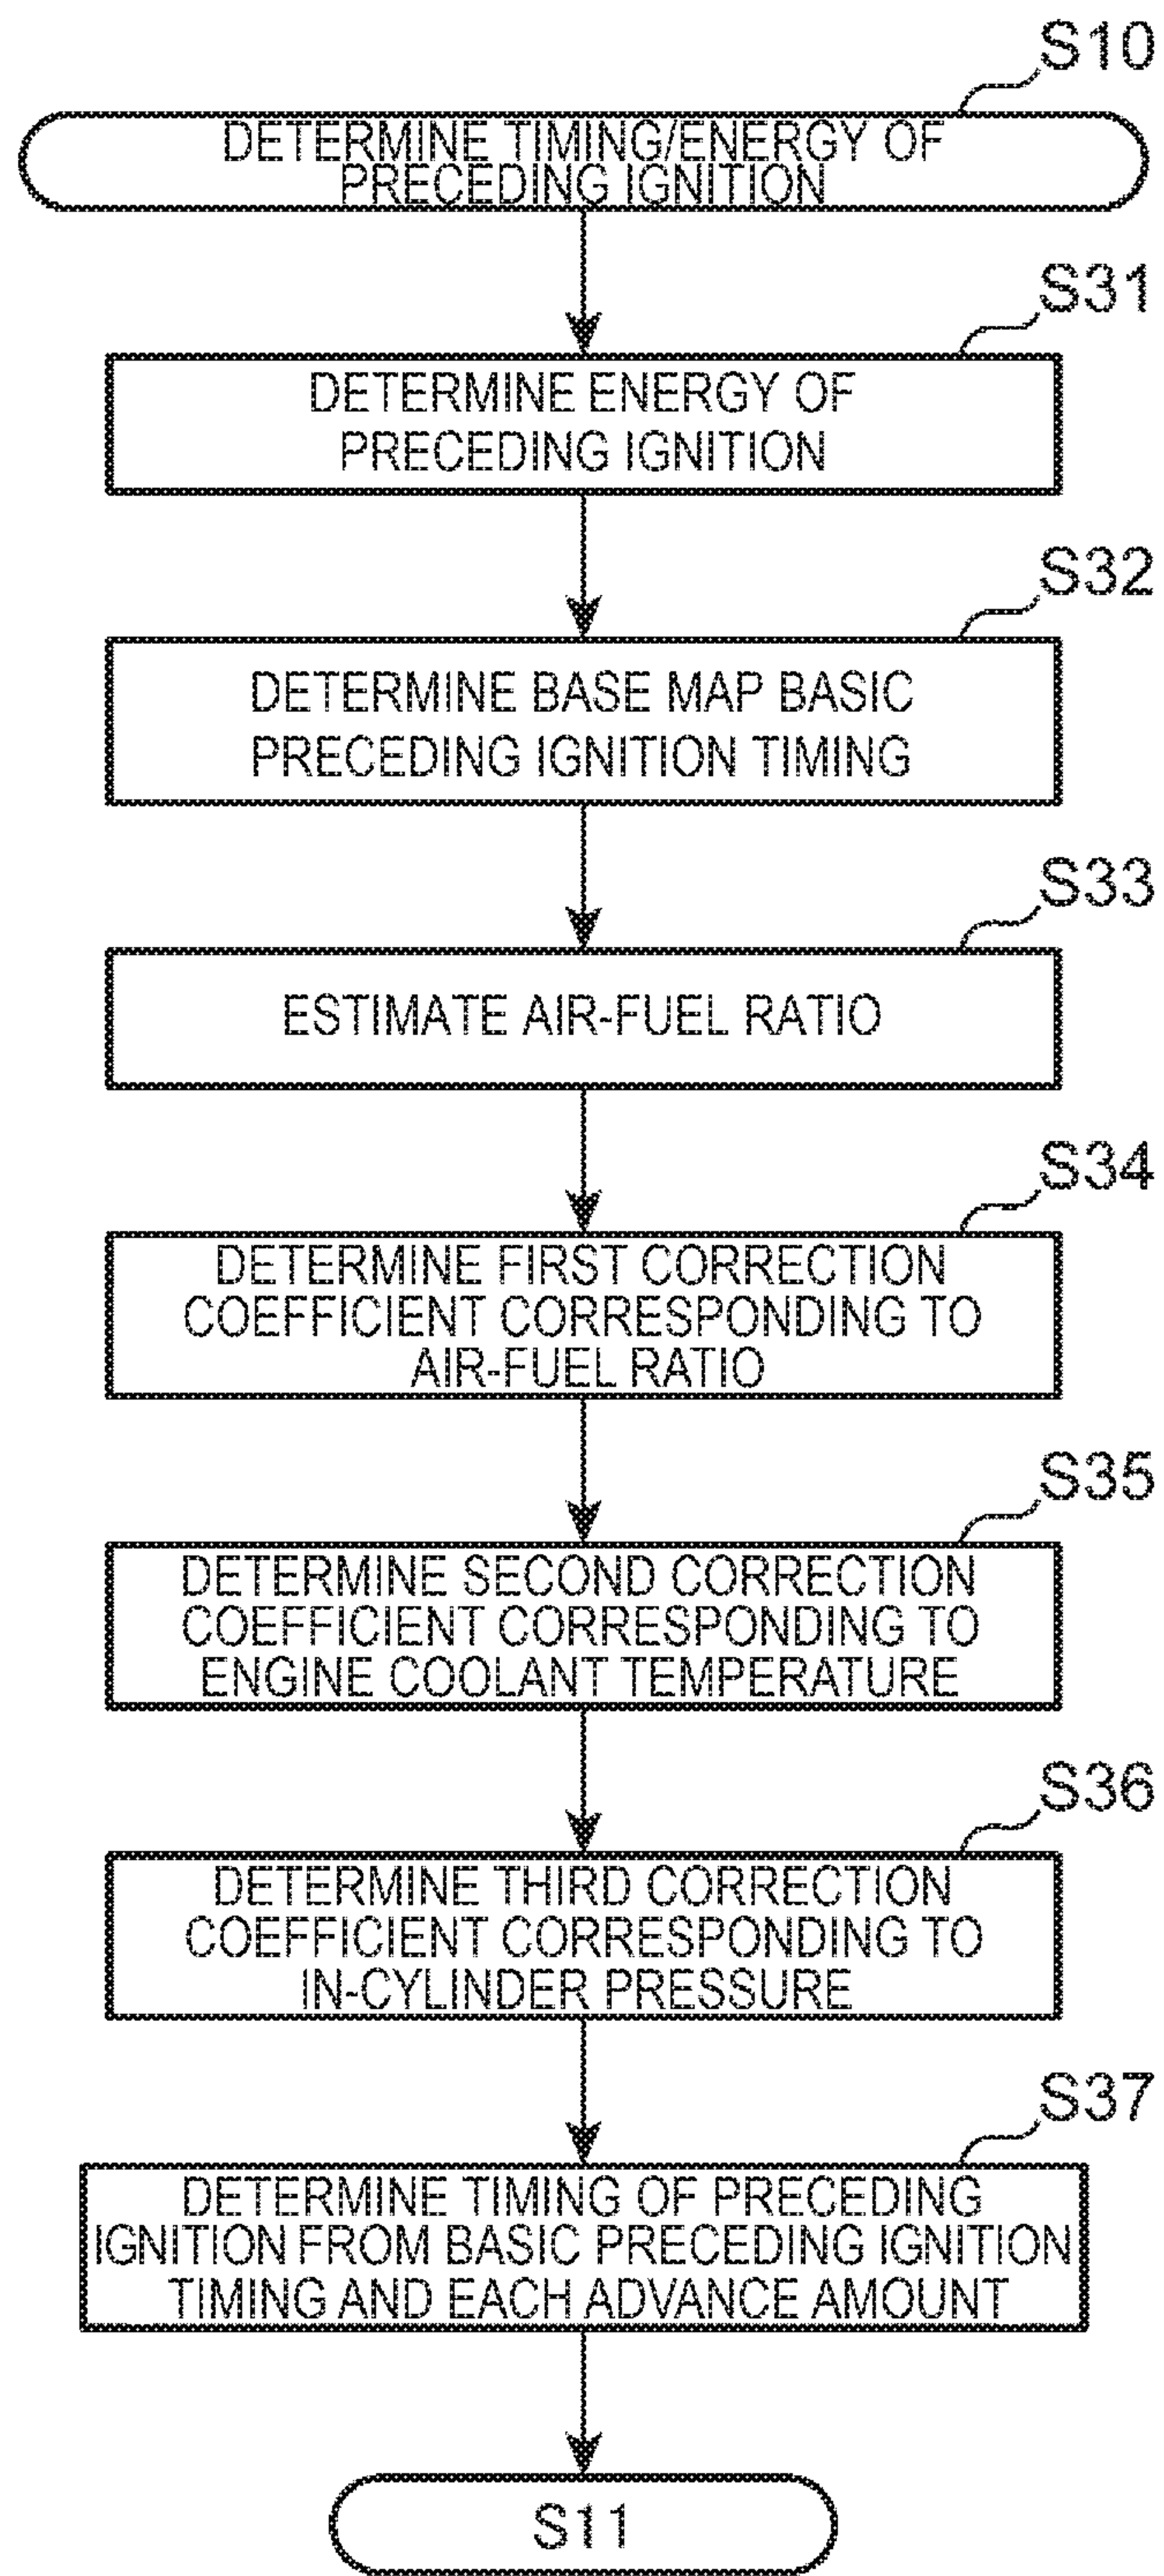 S10
DETERMINE TIMING/ENERGY OF
PRECEDING IGNITION
S31
DETERMINE ENERGY OF
PRECEDING IGNITION
S32
DETERMINE BASE MAP BASIC
PRECEDING IGNITION TIMING
S33
ESTIMATE AIR-FUEL RATIO
S34
DETERMINE FIRST CORRECTION
COEFFICIENT CORRESPONDING TO
AIR-FUEL RATIO
S35
DETERMINE SECOND CORRECTION
COEFFICIENT CORRESPONDING TO
ENGINE COOLANT TEMPERATURE
S36
DETERMINE THIRD CORRECTION
COEFFICIENT CORRESPONDING TO
IN-CYLINDER PRESSURE
S37
DETERMINE TIMING OF PRECEDING
IGNITION FROM BASIC PRECEDING IGNITION
TIMING AND EACH ADVANCE AMOUNT
S11